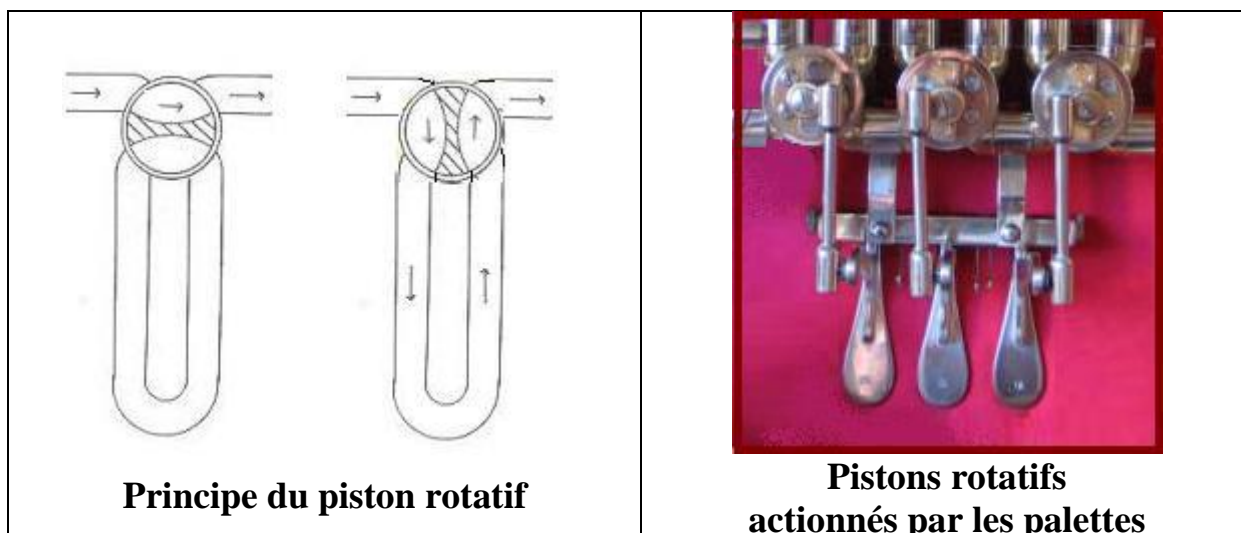 Principe du piston rotatif
Pistons rotatifs
actionnés par les palettes